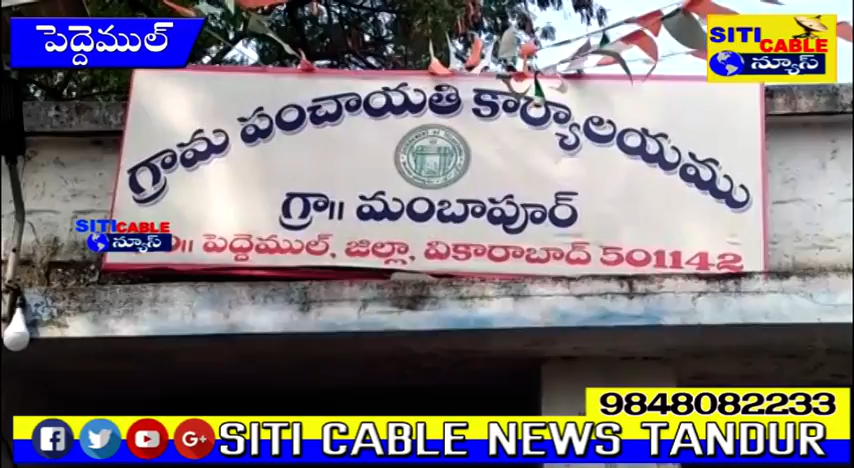 పెద్దెముల్
SITI
CABLE
న్యూస్
గ్రామ పంచాయతి కార్యాలయము
గ్రా॥ మంబాపూర్
SITI
CABLE
న్యూస్
॥ పెద్దెముల్, జిల్లా, వికారాబాద్ 501142
9848082233
SITI CABLE NEWS TANDUR